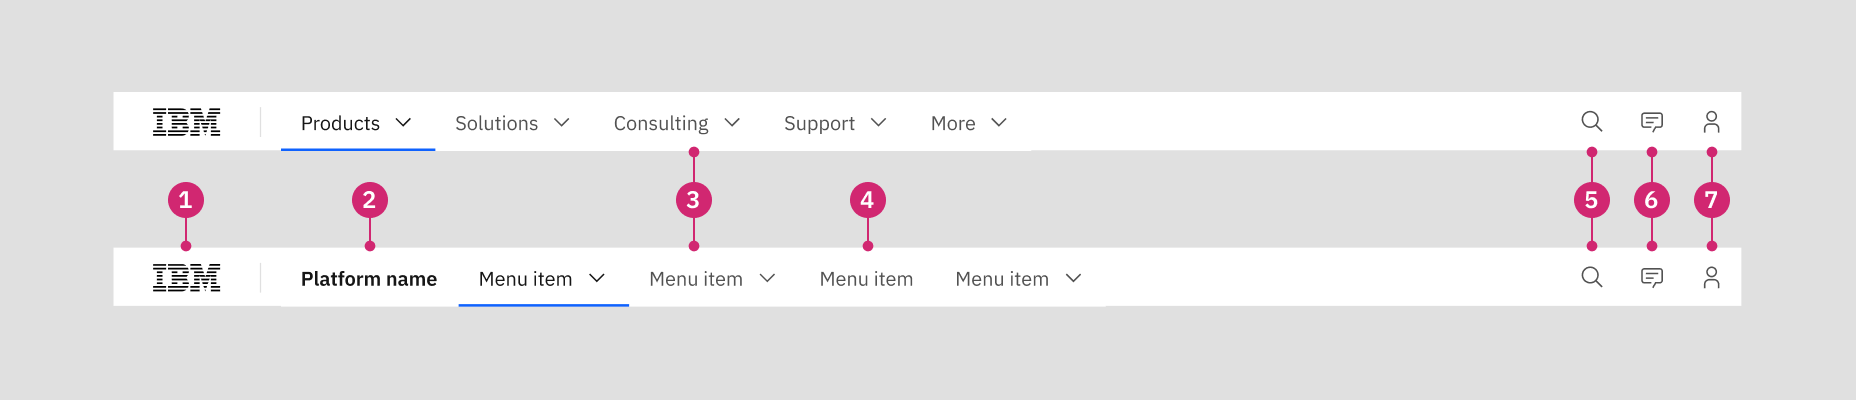 IBM Products Solutions Consulting Support More
1 2 3 4 5 6 7
IBM Platform name Menu item Menu item Menu item Menu item